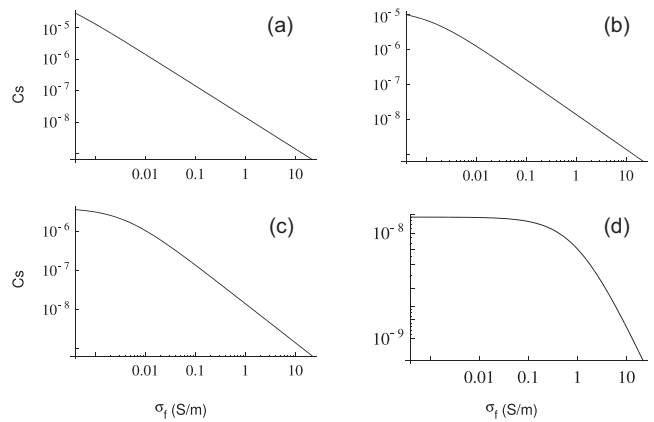 (a)
10⁻⁵
10⁻⁶
10⁻⁷
10⁻⁸
Cs
0.01 0.1 1 10
(b)
10⁻⁵
10⁻⁶
10⁻⁷
10⁻⁸
0.01 0.1 1 10
(c)
10⁻⁶
10⁻⁷
10⁻⁸
Cs
0.01 0.1 1 10
σf (S/m)
(d)
10⁻⁸
10⁻⁹
0.01 0.1 1 10
σf (S/m)